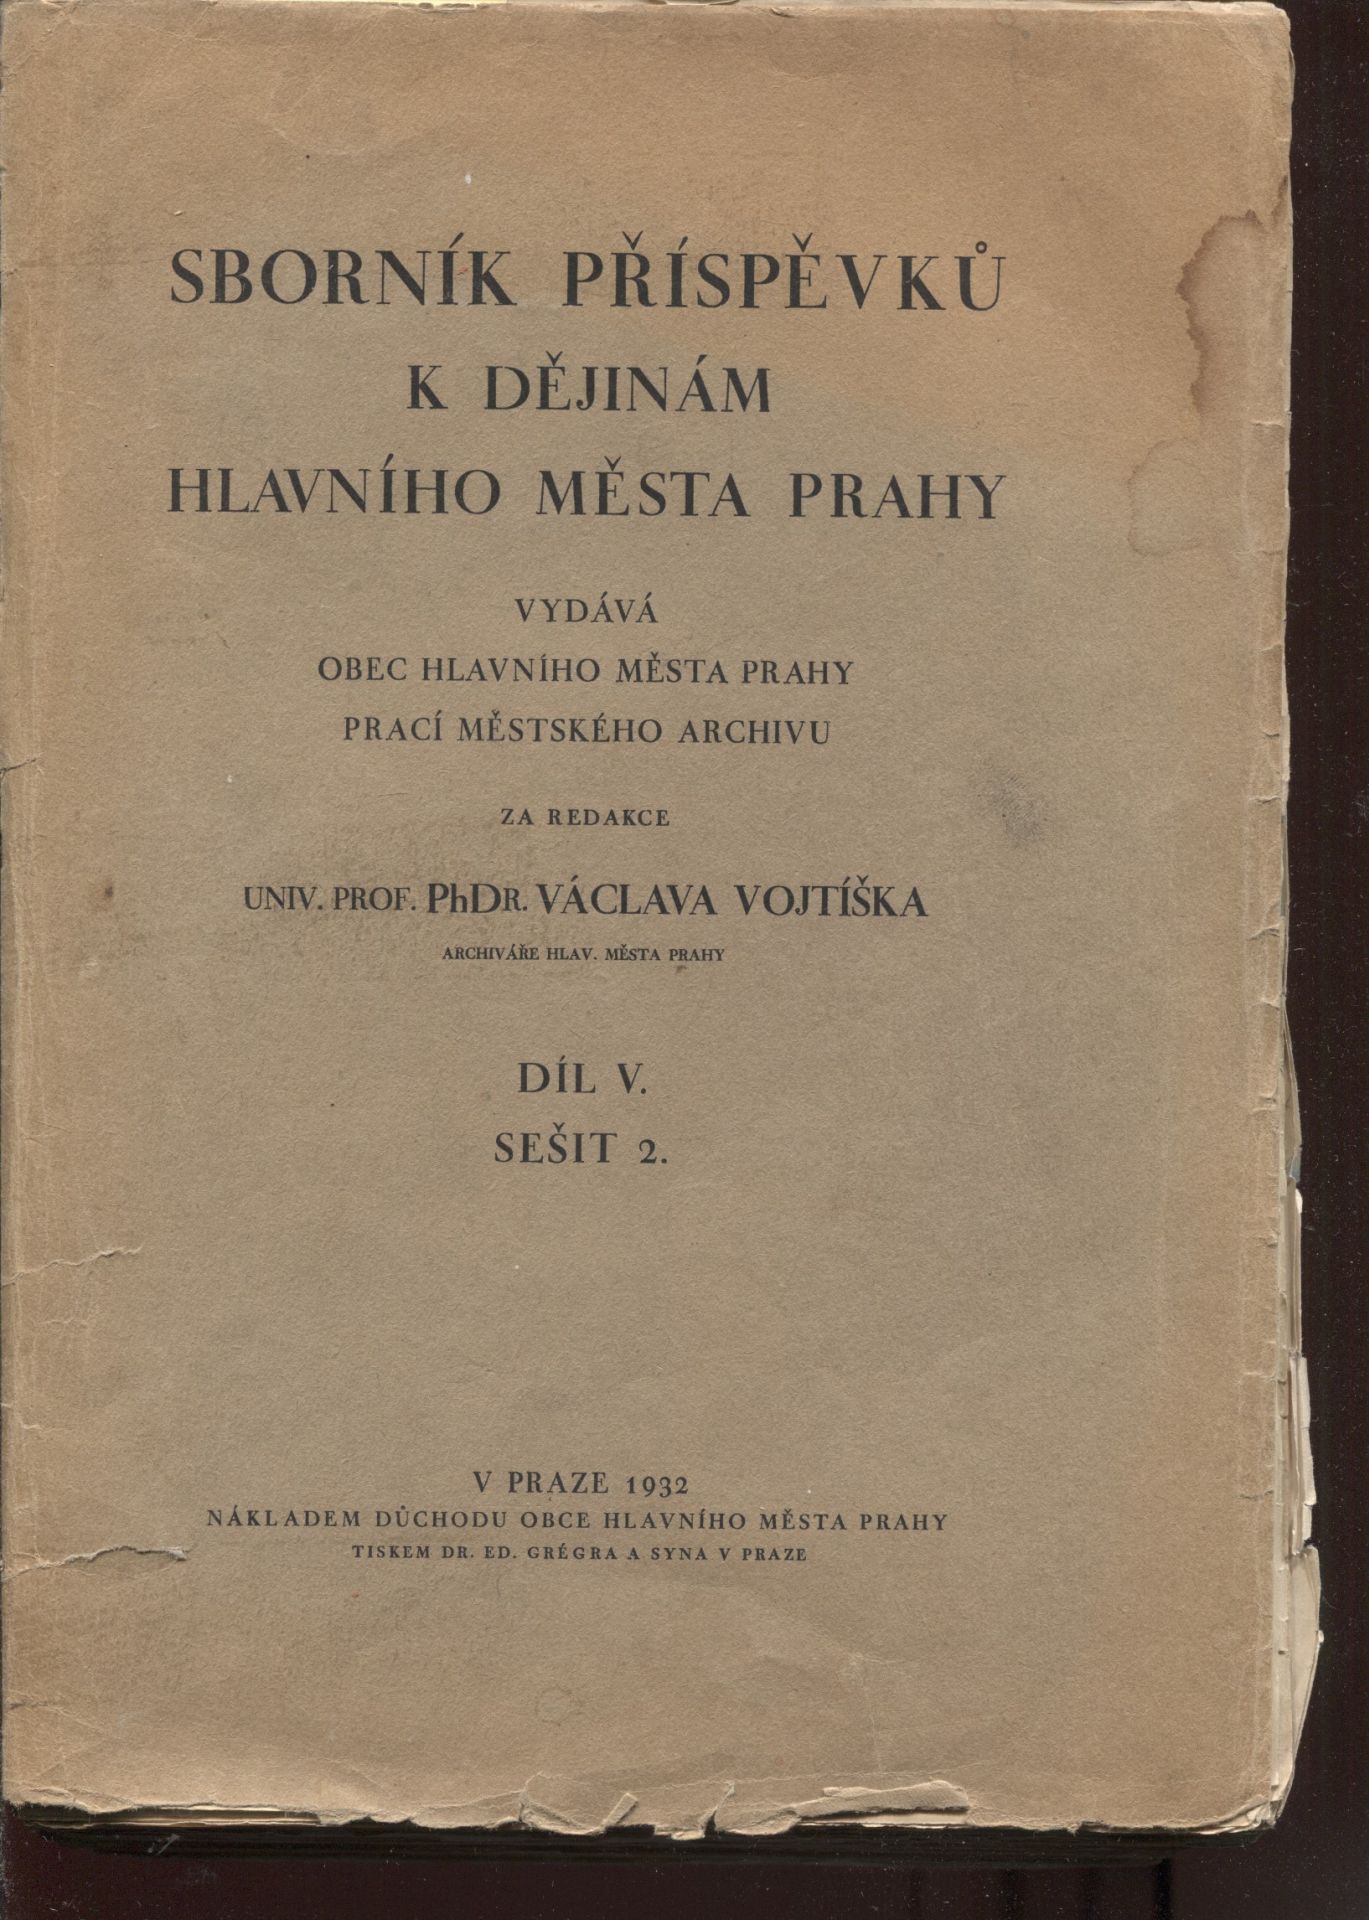 SBORNÍK PŘÍSPĚVKŮ
K DĚJINÁM
HLAVNÍHO MĚSTA PRAHY
VYDÁVÁ
OBEC HLAVNÍHO MĚSTA PRAHY
PRACÍ MĚSTSKÉHO ARCHIVU
ZA REDAKCE
UNIV. PROF. PhDR. VÁCLAVA VOJTÍŠKA
ARCHIVÁŘE HLAV. MĚSTA PRAHY
DÍL V.
SEŠIT 2.
V PRAZE 1932
NÁKLADEM DŮCHODU OBCE HLAVNÍHO MĚSTA PRAHY
TISKEM DR. ED. GRÉGRA A SYNA V PRAZE